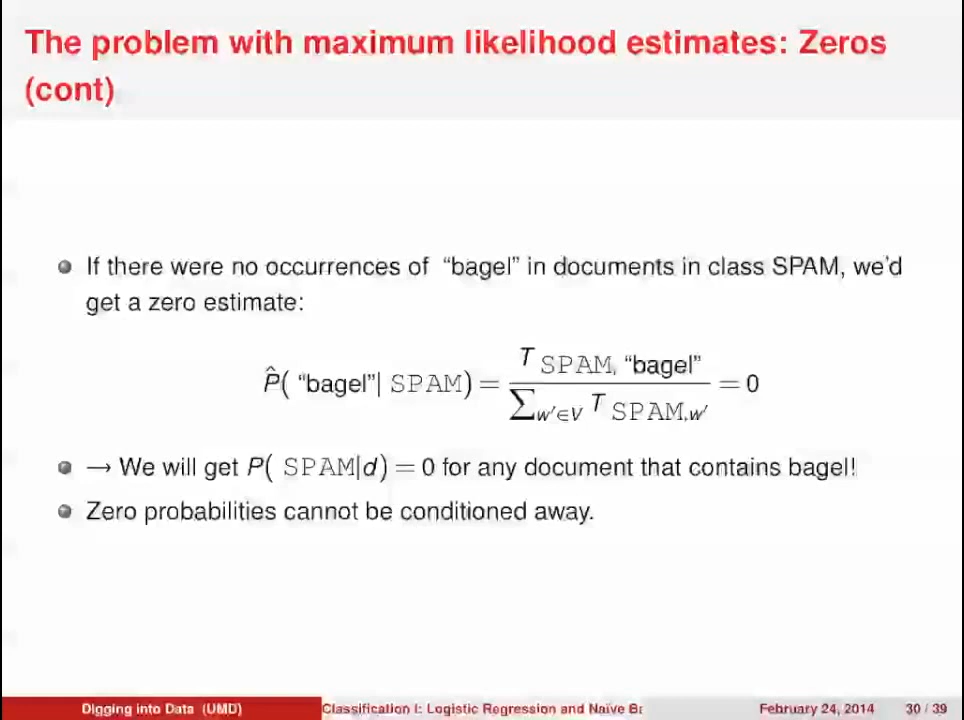 The problem with maximum likelihood estimates: Zeros
(cont)
If there were no occurrences of “bagel” in documents in class SPAM, we'd
get a zero estimate:
P̂( “bagel”| SPAM) = T SPAM, “bagel” / ∑w′∈V T SPAM,w′ = 0
→ We will get P( SPAM|d) = 0 for any document that contains bagel!
Zero probabilities cannot be conditioned away.
Digging into Data (UMD) Classification I: Logistic Regression and Naïve Ba February 24, 2014 30 / 39